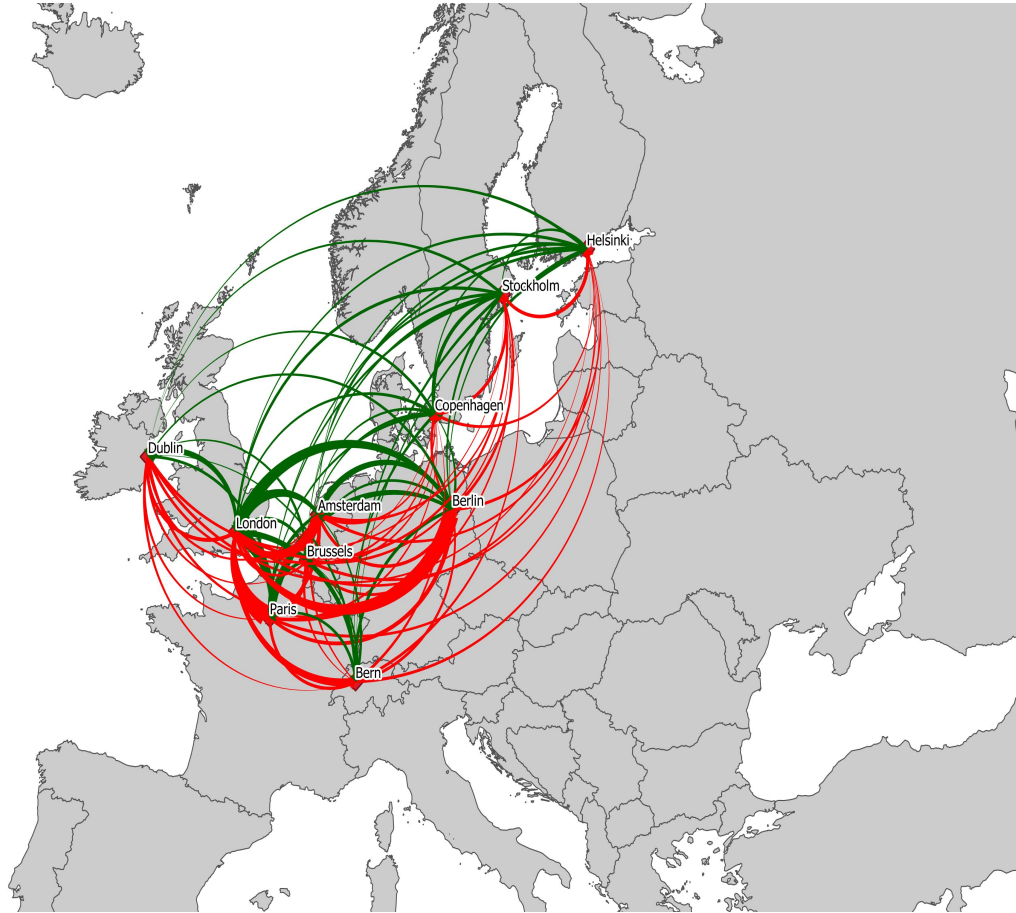 Helsinki
Stockholm
Copenhagen
Dublin
Berlin
Amsterdam
London
Brussels
Paris
Bern